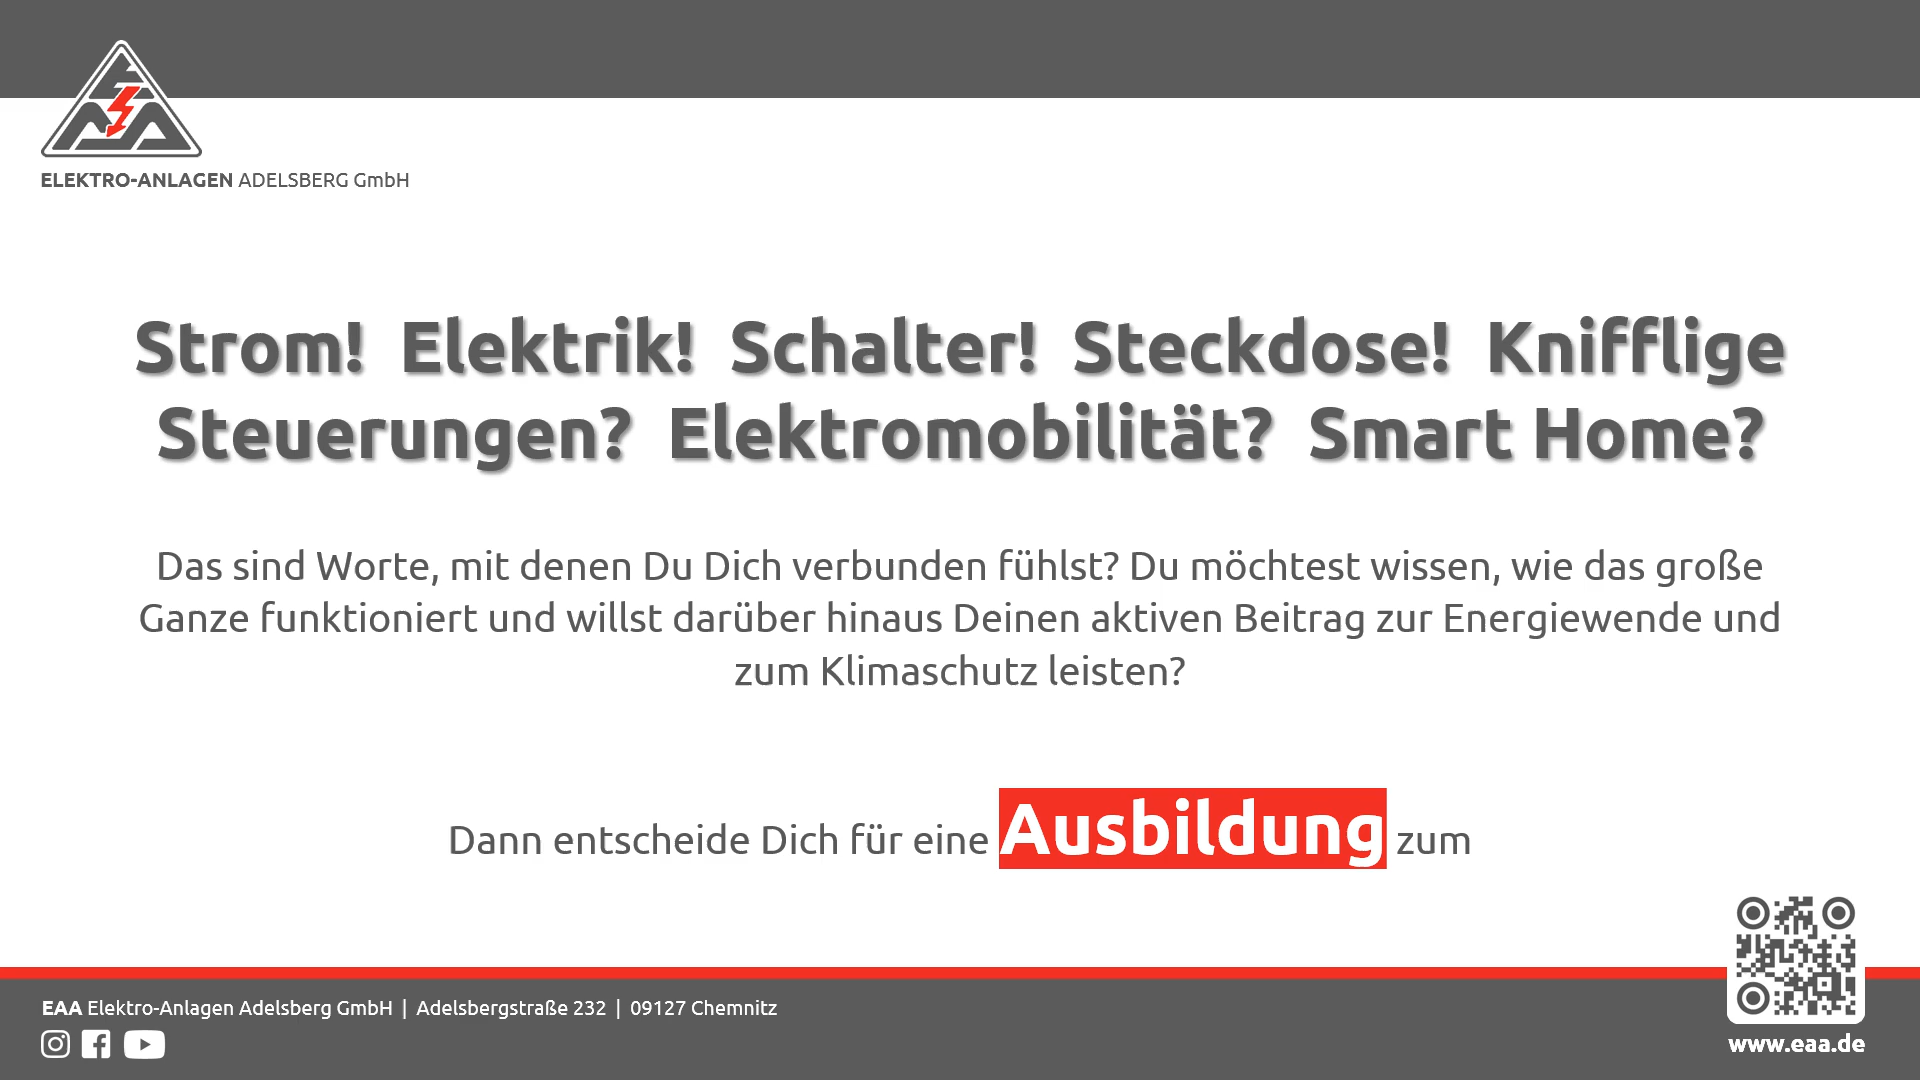 EAA
ELEKTRO-ANLAGEN ADELSBERG GmbH
Strom! Elektrik! Schalter! Steckdose! Knifflige
Steuerungen? Elektromobilität? Smart Home?
Das sind Worte, mit denen Du Dich verbunden fühlst? Du möchtest wissen, wie das große
Ganze funktioniert und willst darüber hinaus Deinen aktiven Beitrag zur Energiewende und
zum Klimaschutz leisten?
Dann entscheide Dich für eine Ausbildung zum
EAA Elektro-Anlagen Adelsberg GmbH | Adelsbergstraße 232 | 09127 Chemnitz
www.eaa.de